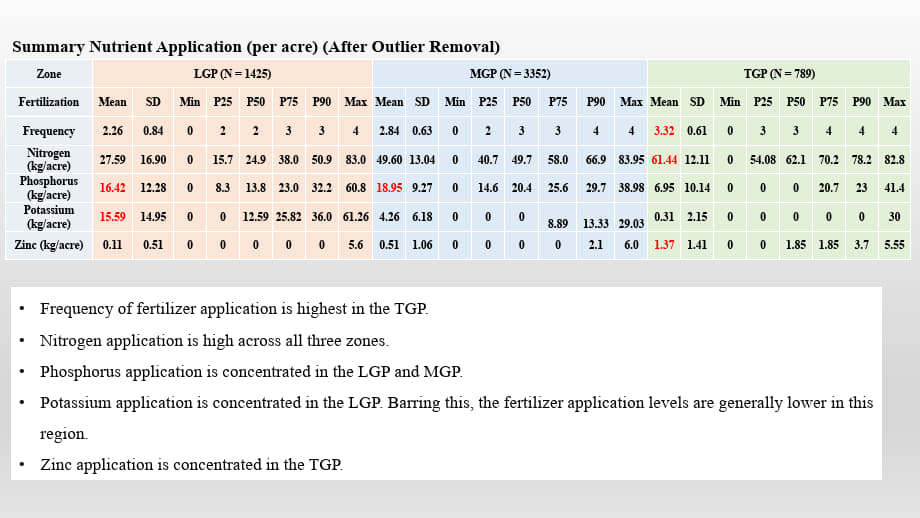 Summary Nutrient Application (per acre) (After Outlier Removal)
Zone LGP (N = 1425) MGP (N = 3352) TGP (N = 789)
Fertilization Mean SD Min P25 P50 P75 P90 Max Mean SD Min P25 P50 P75 P90 Max Mean SD Min P25 P50 P75 P90 Max
Frequency 2.26 0.84 0 2 2 3 3 4 2.84 0.63 0 2 3 3 4 4 3.32 0.61 0 3 3 4 4 4
Nitrogen (kg/acre) 27.59 16.90 0 15.7 24.9 38.0 50.9 83.0 49.60 13.04 0 40.7 49.7 58.0 66.9 83.95 61.44 12.11 0 54.08 62.1 70.2 78.2 82.8
Phosphorus (kg/acre) 16.42 12.28 0 8.3 13.8 23.0 32.2 60.8 18.95 9.27 0 14.6 20.4 25.6 29.7 38.98 6.95 10.14 0 0 0 20.7 23 41.4
Potassium (kg/acre) 15.59 14.95 0 0 12.59 25.82 36.0 61.26 4.26 6.18 0 0 0 8.89 13.33 29.03 0.31 2.15 0 0 0 0 0 30
Zinc (kg/acre) 0.11 0.51 0 0 0 0 0 5.6 0.51 1.06 0 0 0 0 2.1 6.0 1.37 1.41 0 0 1.85 1.85 3.7 5.55
• Frequency of fertilizer application is highest in the TGP.
• Nitrogen application is high across all three zones.
• Phosphorus application is concentrated in the LGP and MGP.
• Potassium application is concentrated in the LGP. Barring this, the fertilizer application levels are generally lower in this
region.
• Zinc application is concentrated in the TGP.